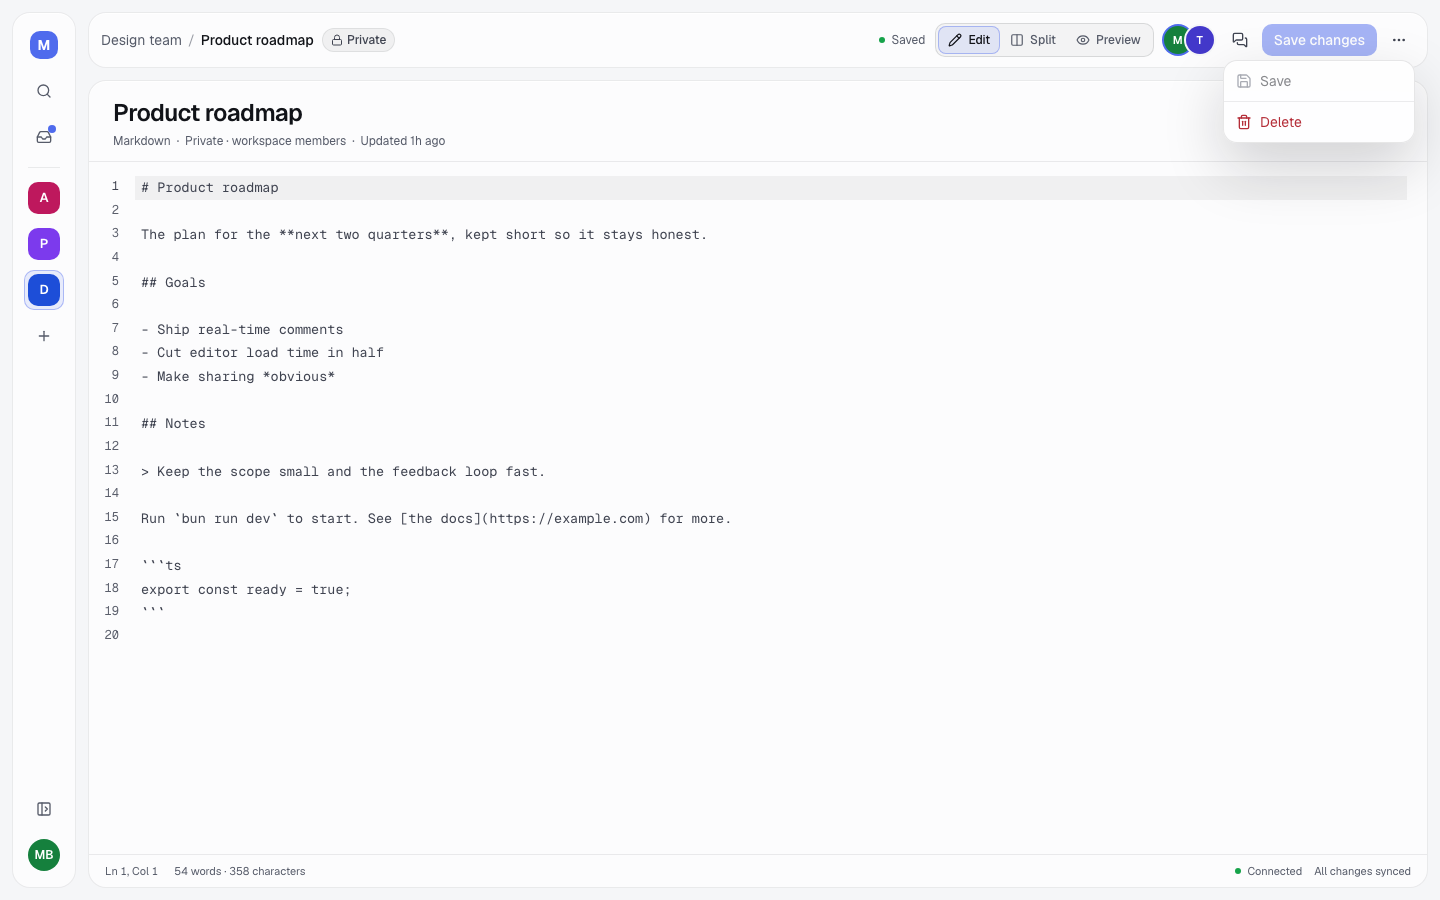 M
Design team / Product roadmap Private
Saved
Edit Split Preview
M T
Save changes
Save
Delete
A
P
D
MB
Product roadmap
Markdown · Private · workspace members · Updated 1h ago
1 # Product roadmap
2
3 The plan for the **next two quarters**, kept short so it stays honest.
4
5 ## Goals
6
7 - Ship real-time comments
8 - Cut editor load time in half
9 - Make sharing *obvious*
10
11 ## Notes
12
13 > Keep the scope small and the feedback loop fast.
14
15 Run `bun run dev` to start. See [the docs](https://example.com) for more.
16
17 ```ts
18 export const ready = true;
19 ```
20
Ln 1, Col 1 54 words · 358 characters
Connected All changes synced